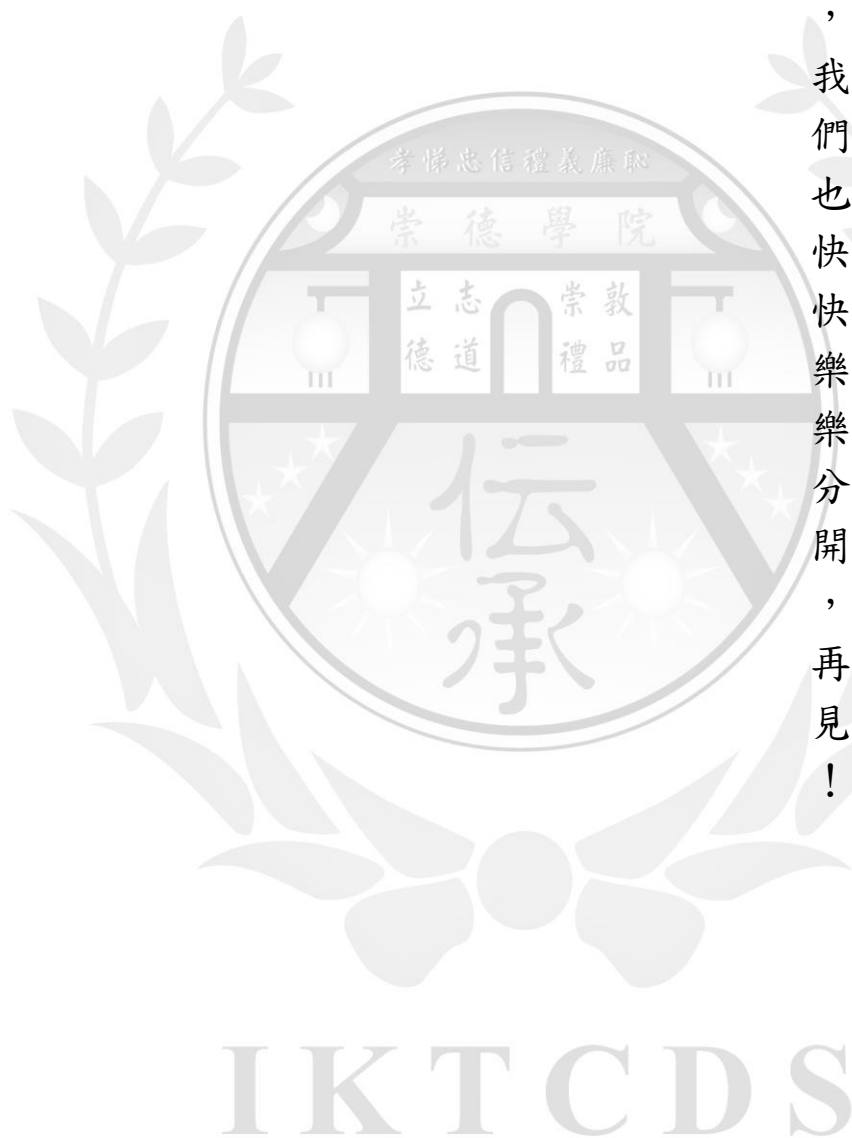 ，我們也快快樂樂分開，再見！
孝悌忠信禮義廉恥
崇德學院
立志 崇敦
德道 禮品
伝承
IKTCDS